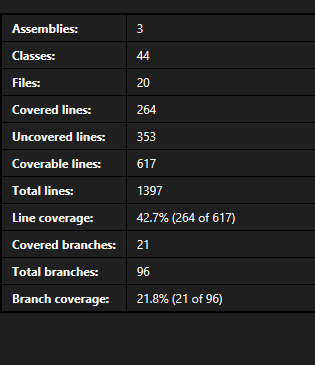 Assemblies: 3
Classes: 44
Files: 20
Covered lines: 264
Uncovered lines: 353
Coverable lines: 617
Total lines: 1397
Line coverage: 42.7% (264 of 617)
Covered branches: 21
Total branches: 96
Branch coverage: 21.8% (21 of 96)